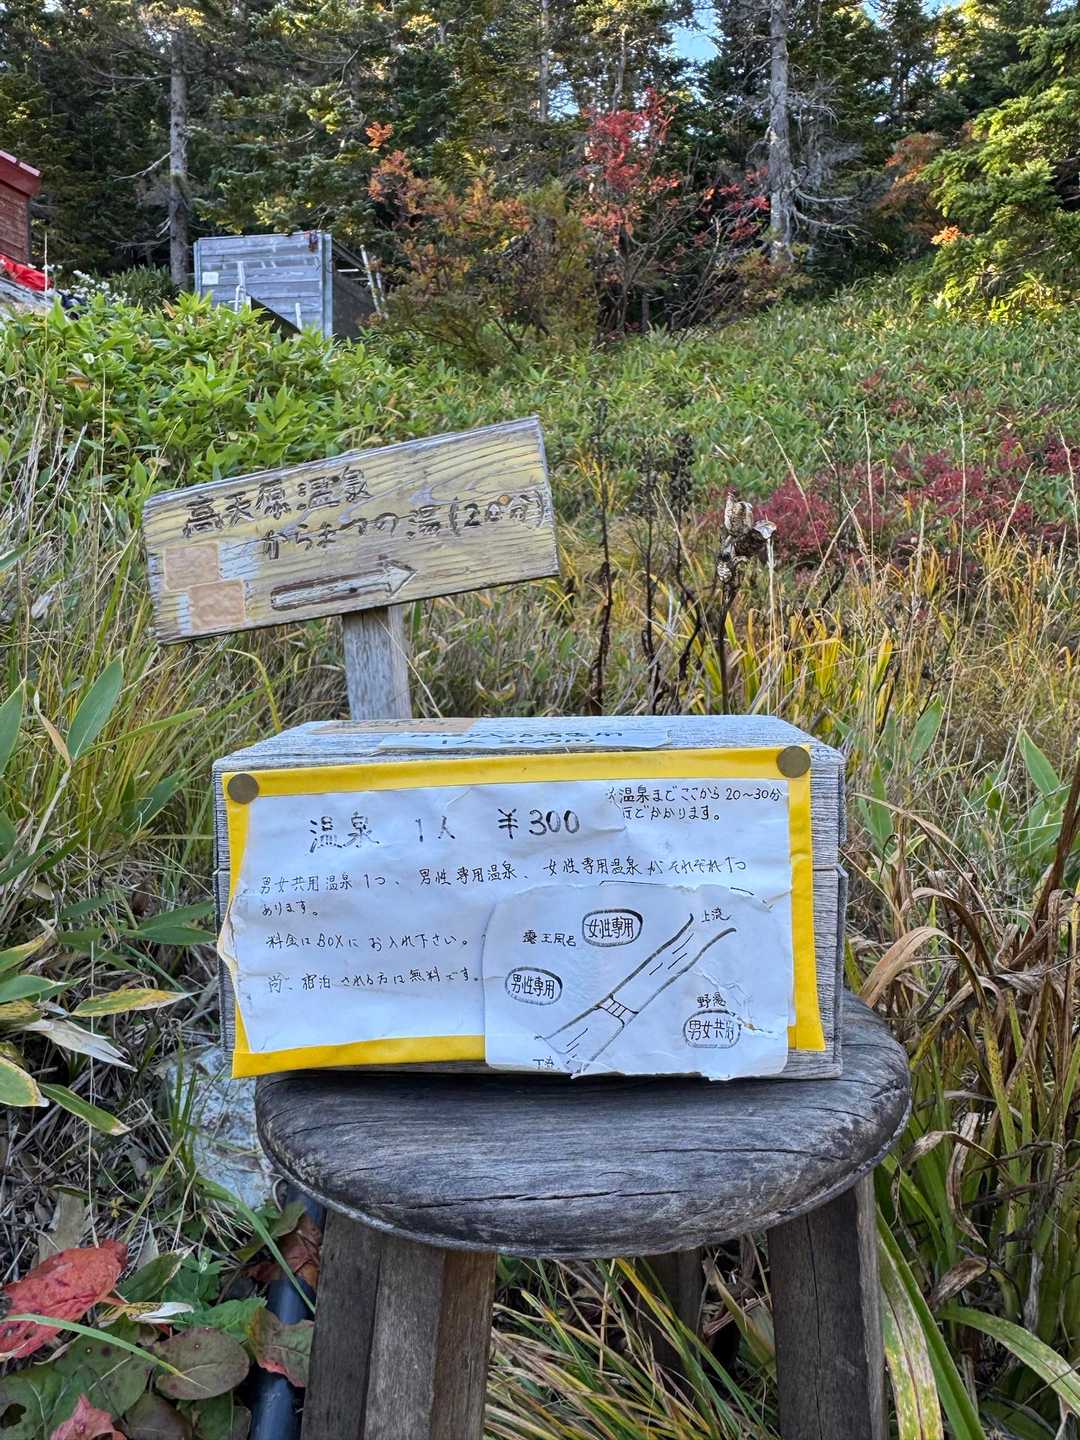 高天原温泉
からまつの湯(20分)
温泉 1人 ¥300
※温泉までここから20〜30分
ほどかかります。
男女共用温泉1つ、男性専用温泉、女性専用温泉がそれぞれ1つ
あります。
料金はBOXにお入れ下さい。
尚、宿泊される方は無料です。
女性専用
上流
男性専用
野
男女共用
下流